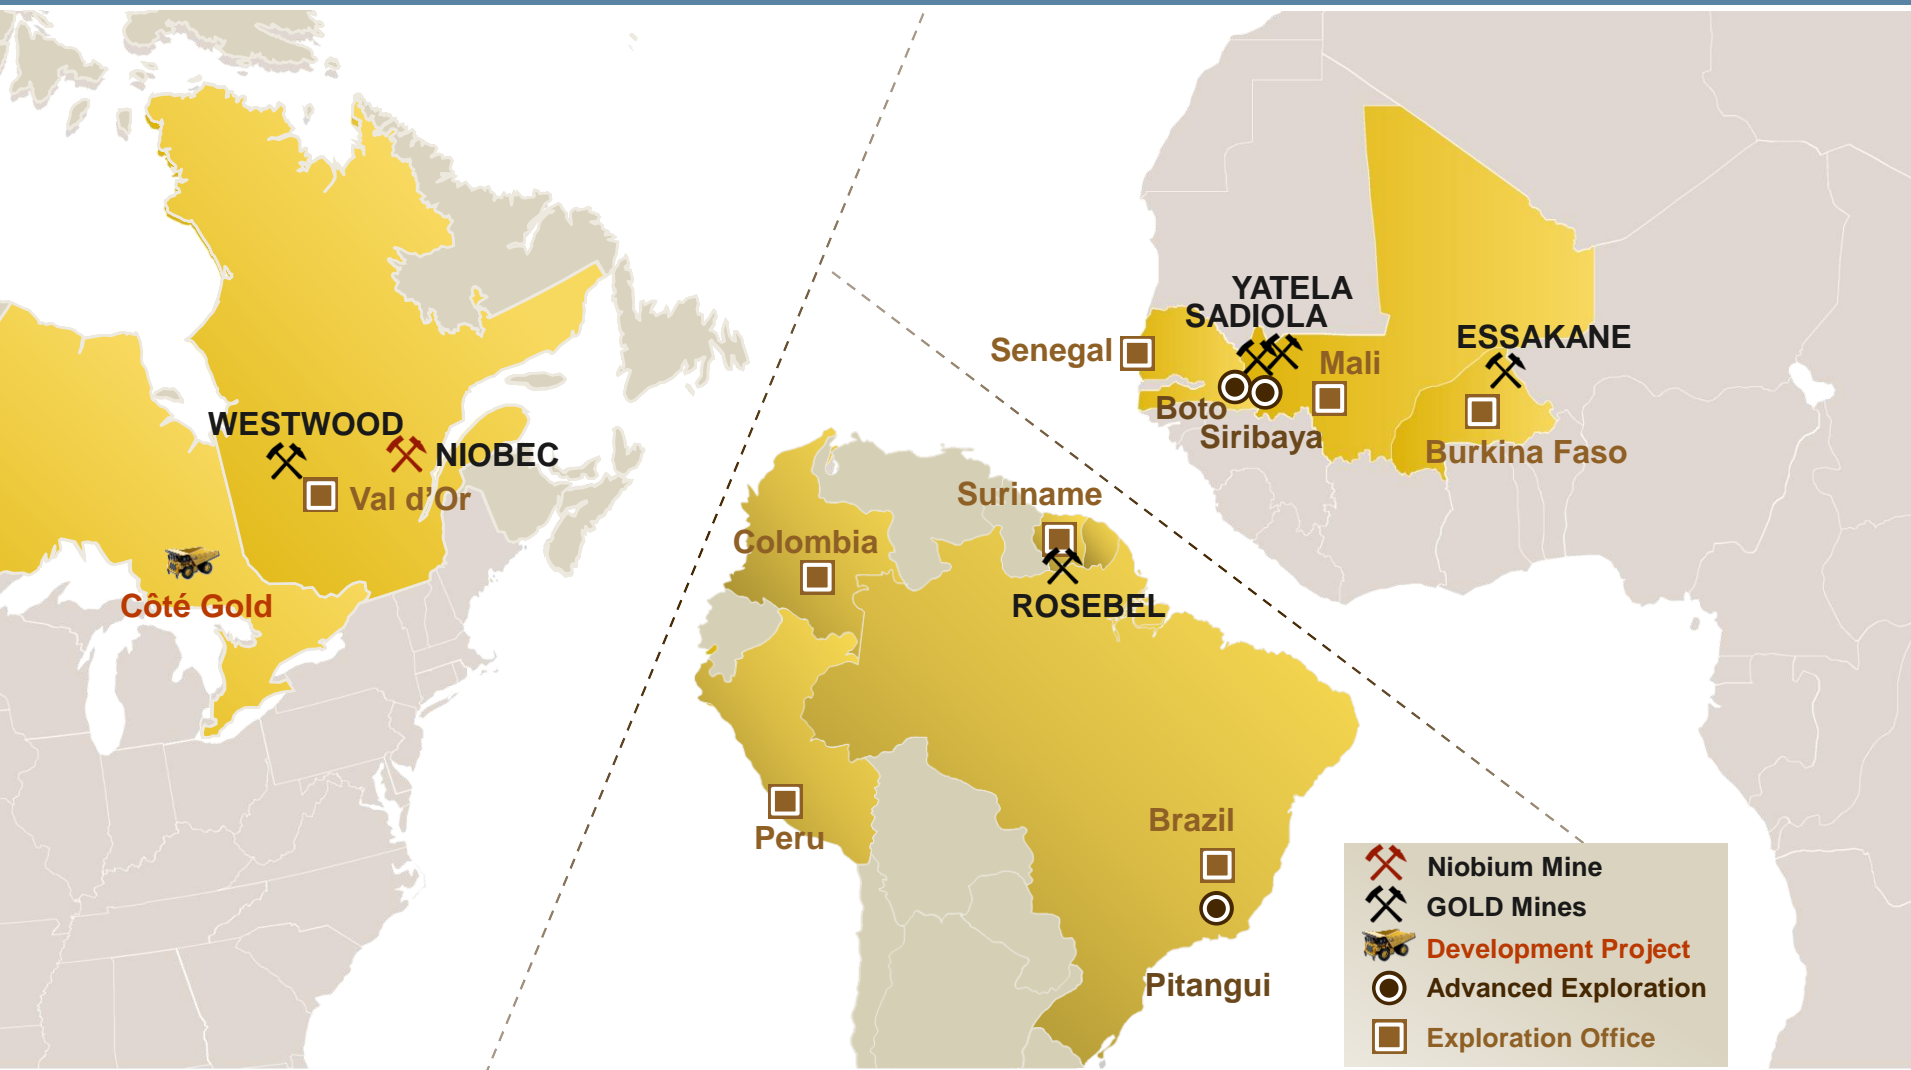 WESTWOOD
NIOBEC
Val d’Or
Côté Gold
YATELA
SADIOLA
ESSAKANE
Senegal
Mali
Boto
Siribaya
Burkina Faso
Suriname
Colombia
ROSEBEL
Peru
Brazil
Pitangui
Niobium Mine
GOLD Mines
Development Project
Advanced Exploration
Exploration Office